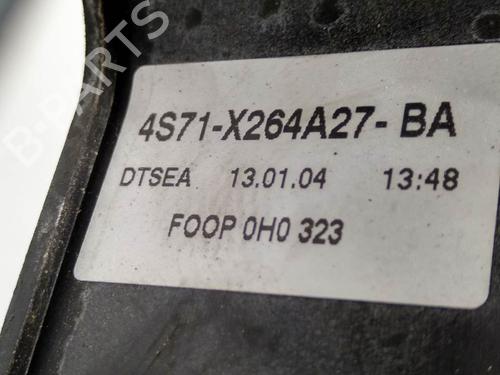 B-PARTS
4S71-X264A27-BA
DTSEA 13.01.04 13:48
FOOP 0H0 323